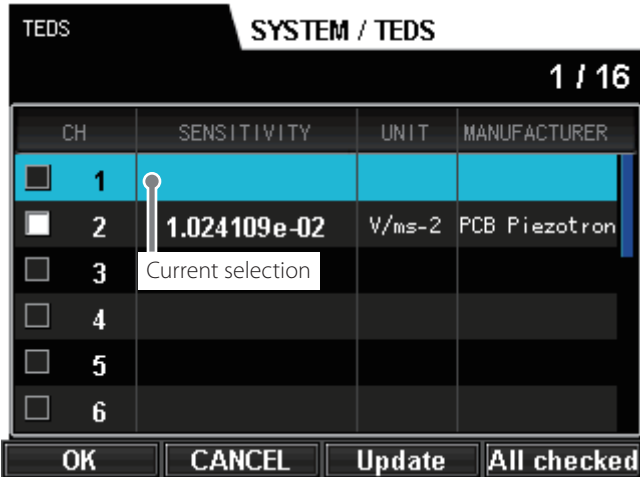 TEDS
SYSTEM / TEDS
1 / 16
CH SENSITIVITY UNIT MANUFACTURER
1
2 1.024109e-02 V/ms-2 PCB Piezotron
3
Current selection
4
5
6
OK CANCEL Update All checked